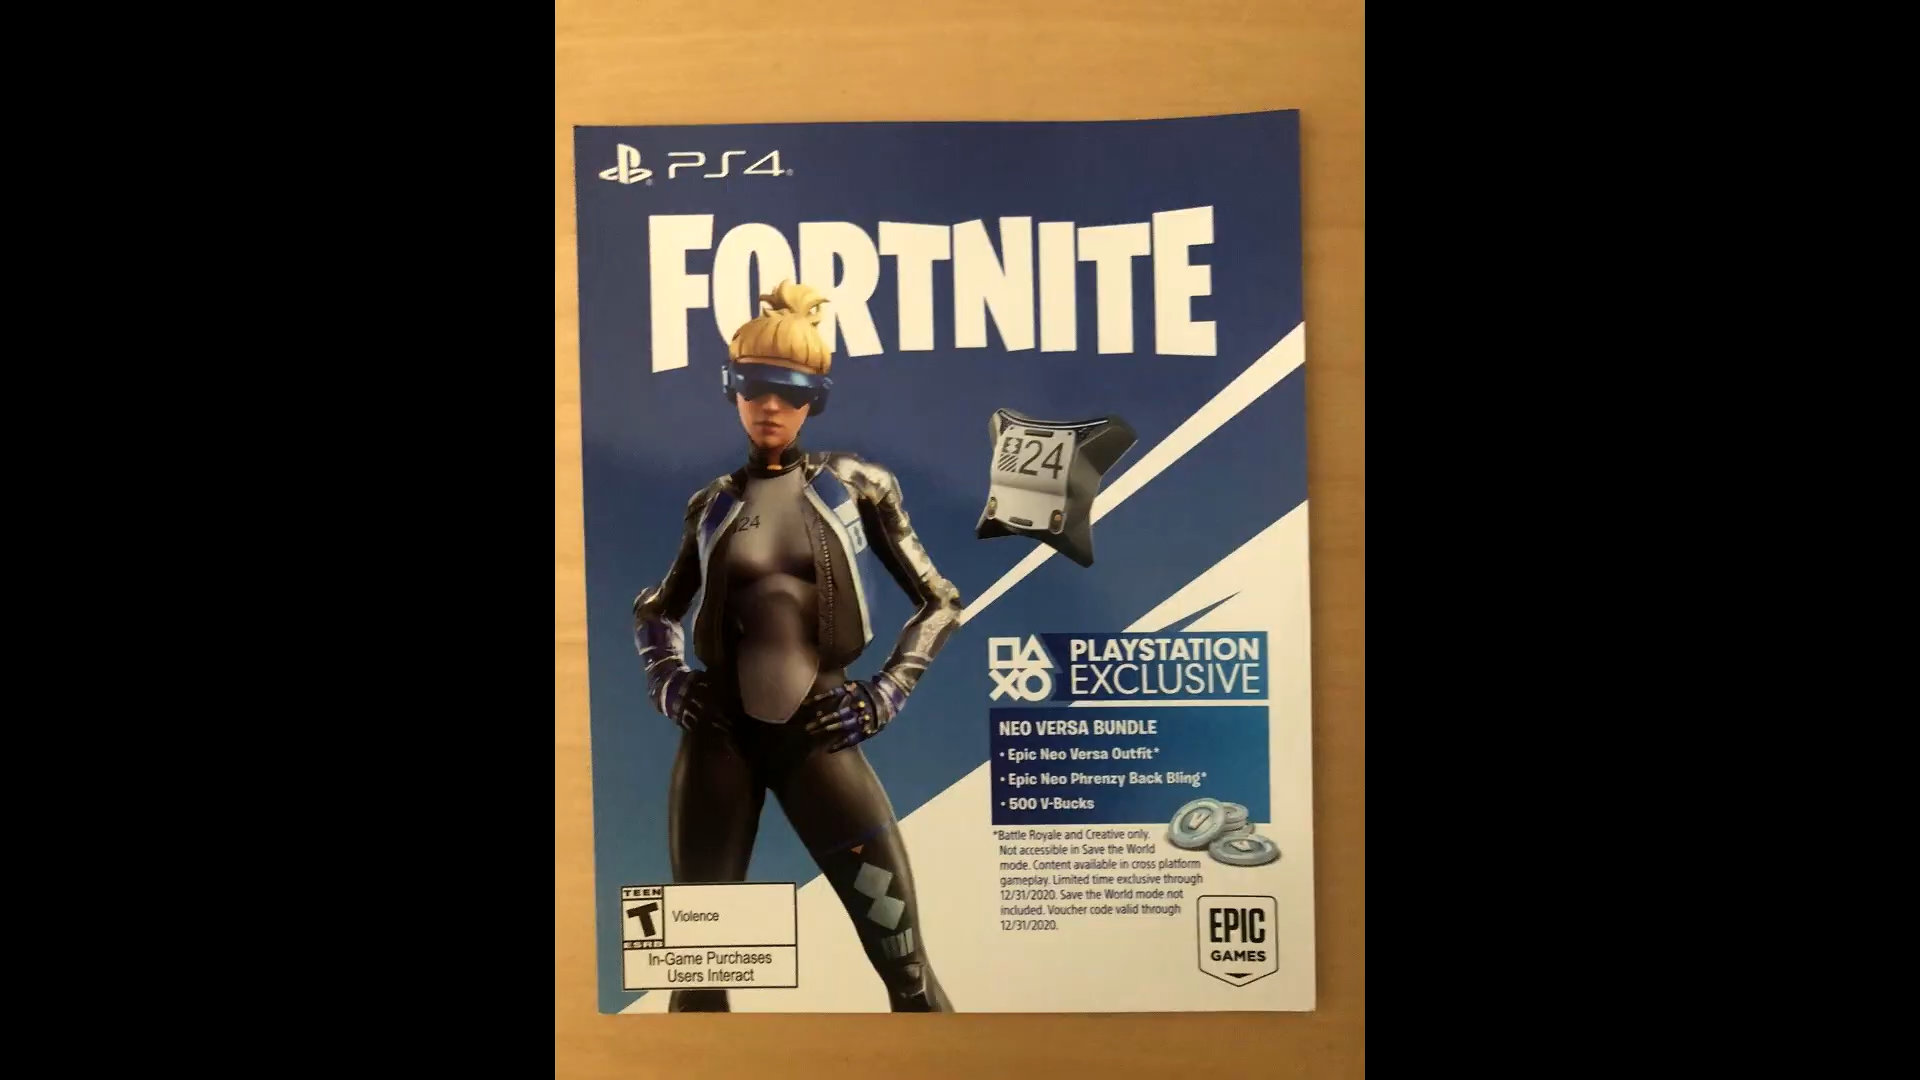 PS4
FORTNITE
24
24
PLAYSTATION
EXCLUSIVE
NEO VERSA BUNDLE
• Epic Neo Versa Outfit*
• Epic Neo Phrenzy Back Bling*
• 500 V-Bucks
*Battle Royale and Creative only.
Not accessible in Save the World
mode. Content available in cross platform
gameplay. Limited time exclusive through
12/31/2020. Save the World mode not
included. Voucher code valid through
12/31/2020.
TEEN
T
ESRB
Violence
In-Game Purchases
Users Interact
EPIC
GAMES